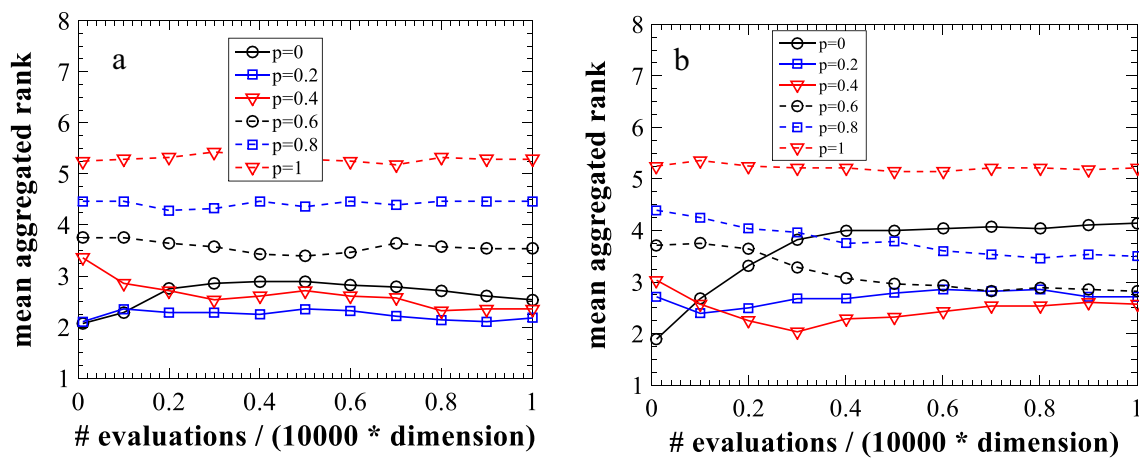 a
p=0
p=0.2
p=0.4
p=0.6
p=0.8
p=1
mean aggregated rank
8
7
6
5
4
3
2
1
0 0.2 0.4 0.6 0.8 1
# evaluations / (10000 * dimension)
b
p=0
p=0.2
p=0.4
p=0.6
p=0.8
p=1
mean aggregated rank
8
7
6
5
4
3
2
1
0 0.2 0.4 0.6 0.8 1
# evaluations / (10000 * dimension)